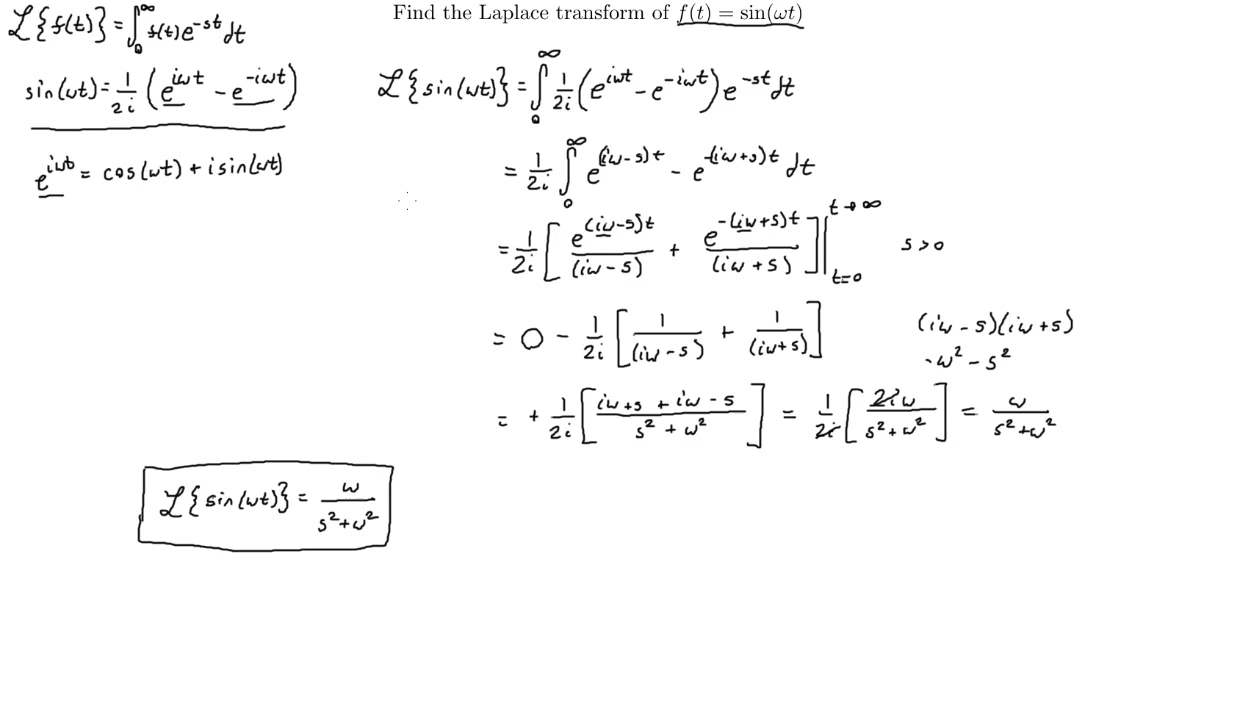 Find the Laplace transform of f(t) = sin(ωt)
ℒ{f(t)} = ∫₀^∞ f(t)e^{-st} dt
sin(ωt) = 1/2i (e^{iωt} - e^{-iωt})
e^{iωt} = cos(ωt) + i sin(ωt)
ℒ{sin(ωt)} = ∫₀^∞ 1/2i (e^{iωt} - e^{-iωt}) e^{-st} dt
= 1/2i ∫₀^∞ e^{(iω-s)t} - e^{-(iω+s)t} dt
= 1/2i [ e^{(iω-s)t}/(iω-s) + e^{-(iω+s)t}/(iω+s) ] |_{t=0}^{t→∞} s>0
= 0 - 1/2i [ 1/(iω-s) + 1/(iω+s) ] (iω-s)(iω+s)
-ω² - s²
= + 1/2i [ (iω+s + iω-s)/(s²+ω²) ] = 1/2i [ 2iω/(s²+ω²) ] = ω/(s²+ω²)
ℒ{sin(ωt)} = ω/(s²+ω²)